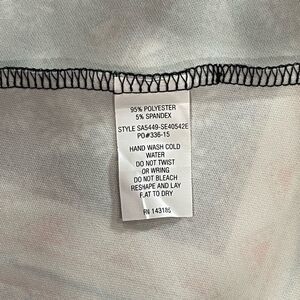 95% POLYESTER
5% SPANDEX
STYLE SA5449-SE40542E
PO#336-15
HAND WASH COLD
WATER
DO NOT TWIST
OR WRING
DO NOT BLEACH
RESHAPE AND LAY
FLAT TO DRY
RN 143185